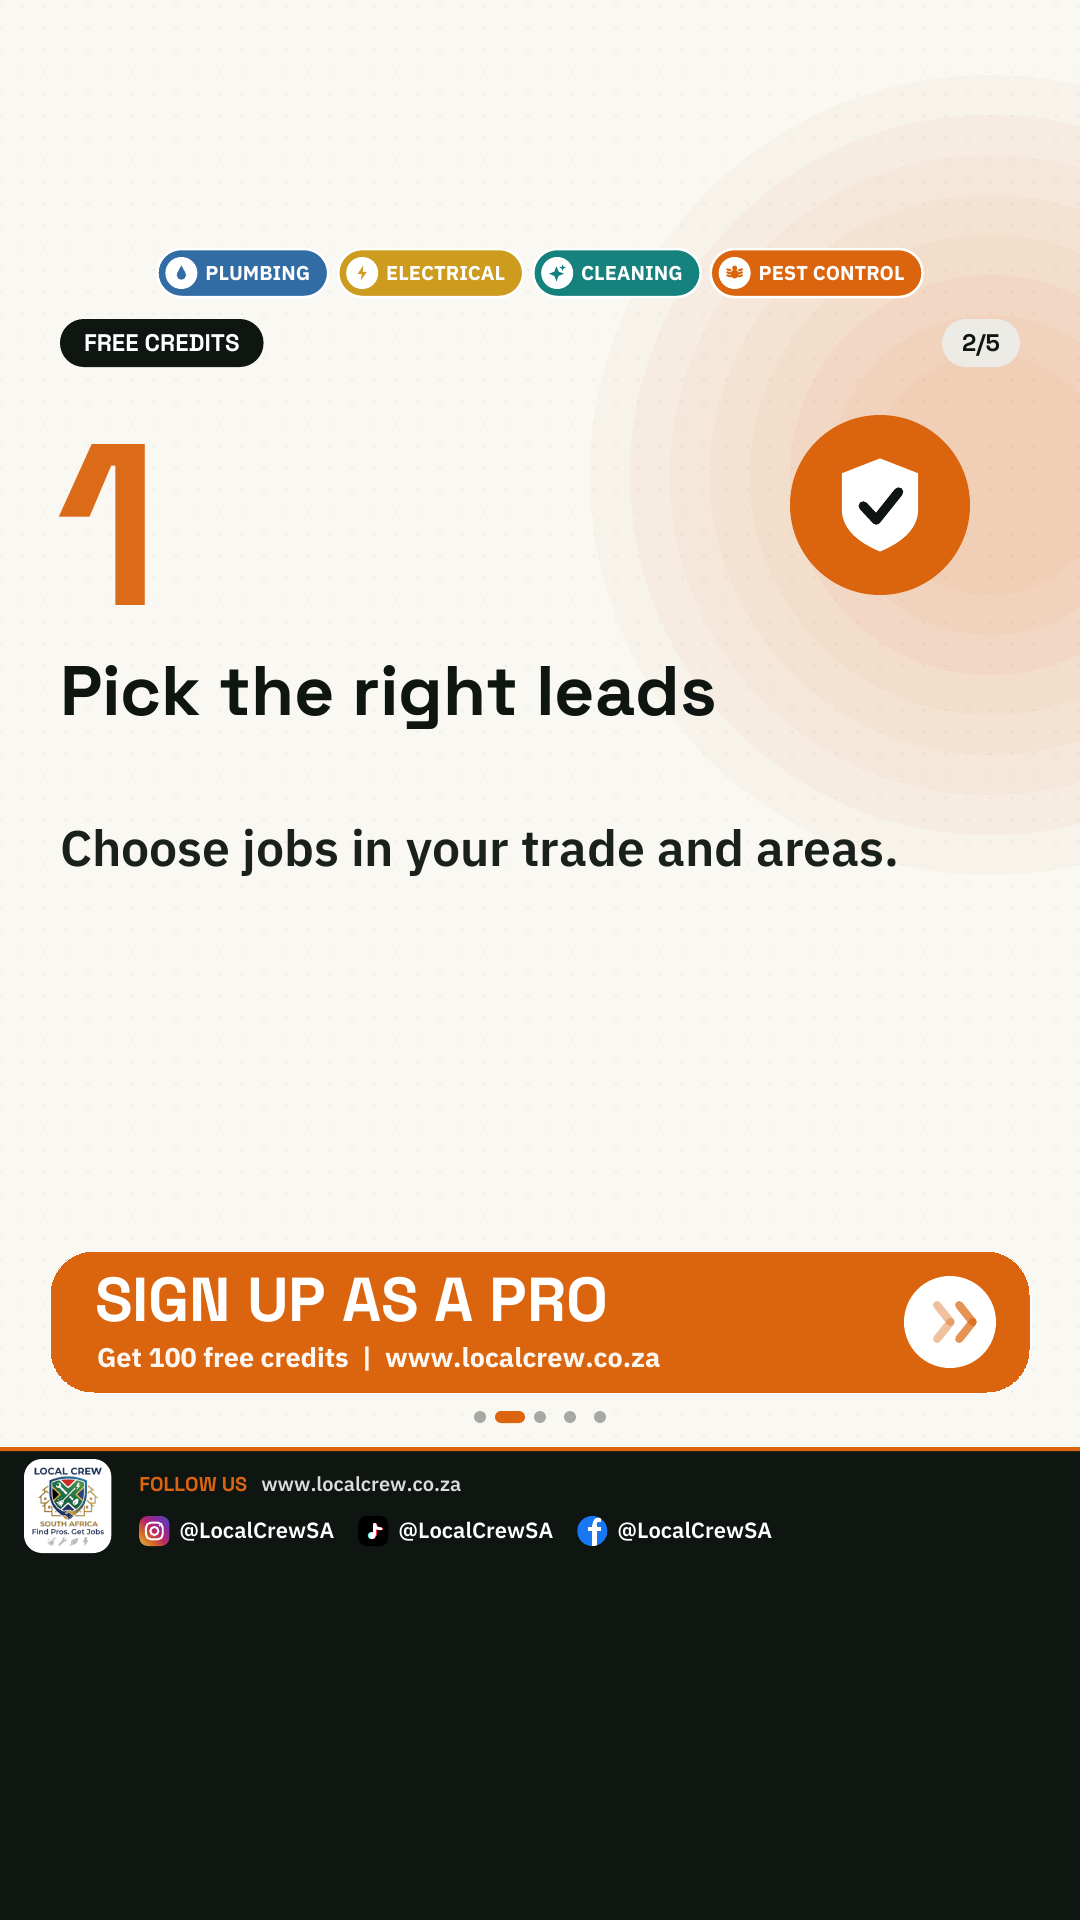 PLUMBING ELECTRICAL CLEANING PEST CONTROL
FREE CREDITS 2/5
1
Pick the right leads
Choose jobs in your trade and areas.
SIGN UP AS A PRO
Get 100 free credits | www.localcrew.co.za
LOCAL CREW
SOUTH AFRICA
Find Pros. Get Jobs
FOLLOW US www.localcrew.co.za
@LocalCrewSA @LocalCrewSA @LocalCrewSA